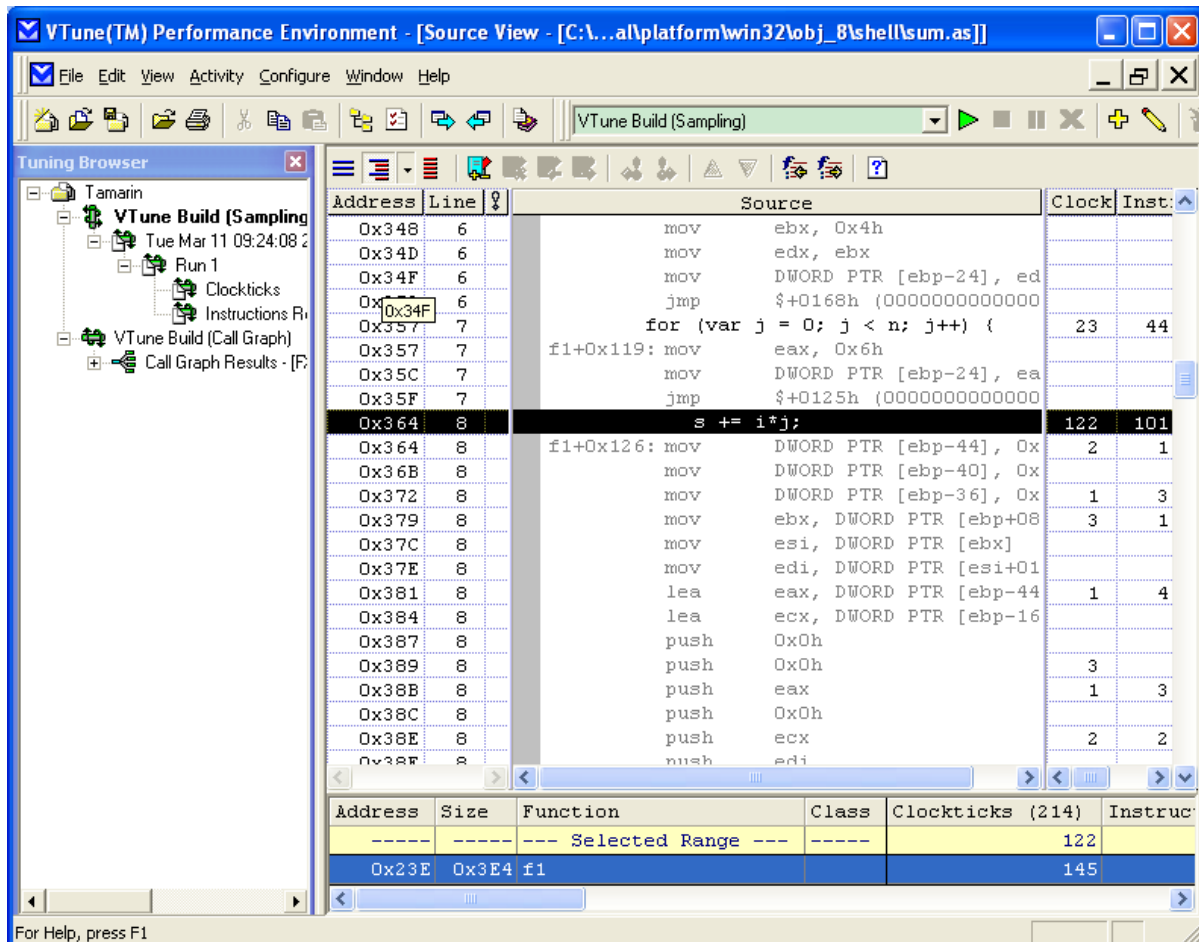 VTune(TM) Performance Environment - [Source View - [C:\...al\platform\win32\obj_8\shell\sum.as]]
File Edit View Activity Configure Window Help
VTune Build (Sampling)
Tuning Browser
Tamarin
VTune Build (Sampling
Tue Mar 11 09:24:08 2
Run 1
Clockticks
Instructions R
VTune Build (Call Graph)
Call Graph Results - [F
Address Line Source Clock Inst:
0x348 6 mov ebx, 0x4h
0x34D 6 mov edx, ebx
0x34F 6 mov DWORD PTR [ebp-24], ed
6 jmp $+0168h (0000000000000
0x34F
0x357 7 for (var j = 0; j < n; j++) { 23 44
0x357 7 f1+0x119: mov eax, 0x6h
0x35C 7 mov DWORD PTR [ebp-24], ea
0x35F 7 jmp $+0125h (0000000000000
0x364 8 s += i*j; 122 101
0x364 8 f1+0x126: mov DWORD PTR [ebp-44], 0x 2 1
0x36B 8 mov DWORD PTR [ebp-40], 0x
0x372 8 mov DWORD PTR [ebp-36], 0x 1 3
0x379 8 mov ebx, DWORD PTR [ebp+08 3 1
0x37C 8 mov esi, DWORD PTR [ebx]
0x37E 8 mov edi, DWORD PTR [esi+01
0x381 8 lea eax, DWORD PTR [ebp-44 1 4
0x384 8 lea ecx, DWORD PTR [ebp-16
0x387 8 push 0x0h
0x389 8 push 0x0h 3
0x38B 8 push eax 1 3
0x38C 8 push 0x0h
0x38E 8 push ecx 2 2
0x38F 8 push edi
Address Size Function Class Clockticks (214) Instruc
----- ----- --- Selected Range --- ----- 122
0x23E 0x3E4 f1 145
For Help, press F1